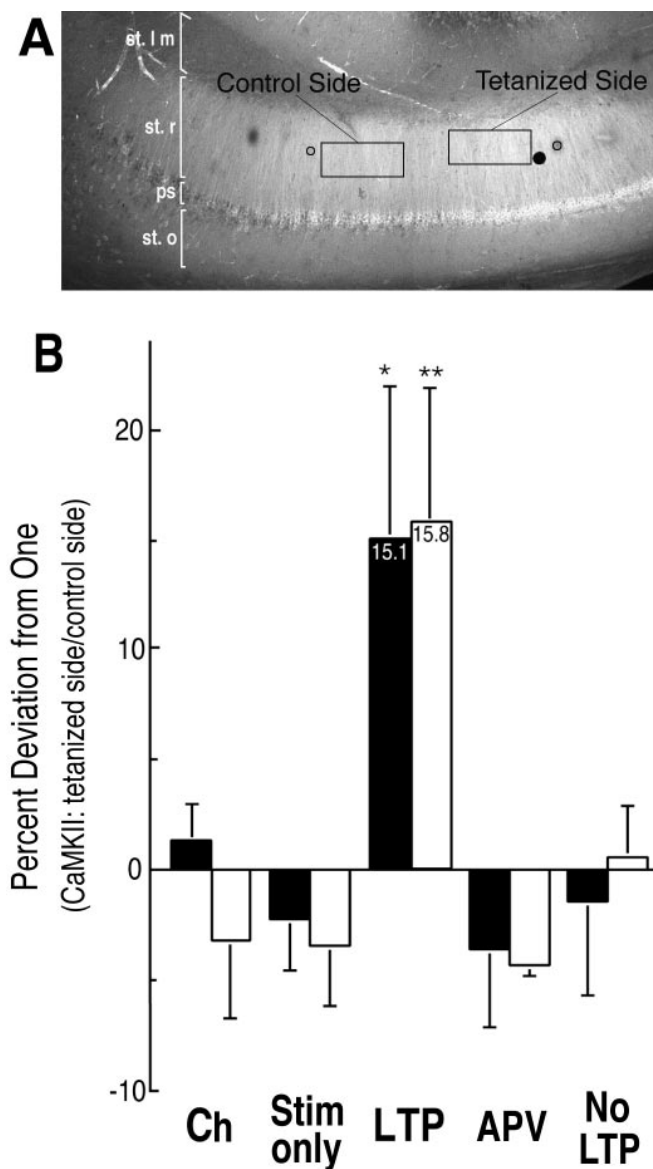 A
st. l m
st. r
ps
st. o
Control Side
Tetanized Side
B
Percent Deviation from One
(CaMKII: tetanized side/control side)
20
10
0
-10
*
**
15.1
15.8
Ch
Stim
only
LTP
APV
No
LTP